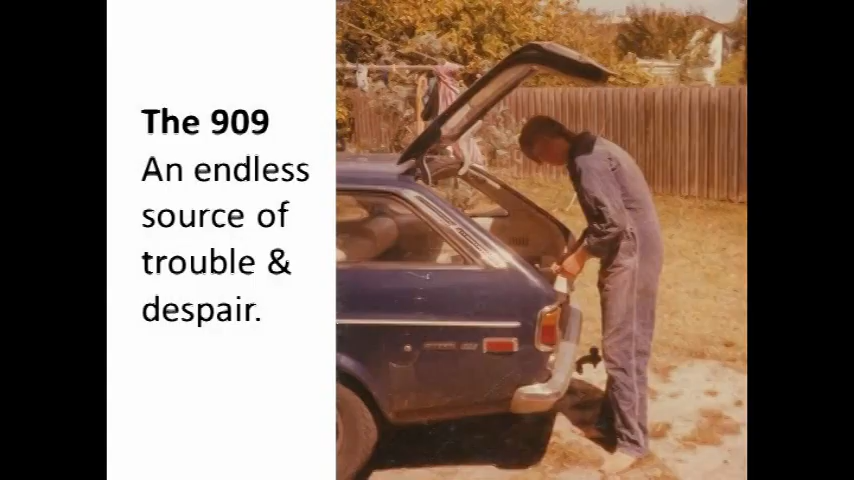 The 909
An endless
source of
trouble &
despair.